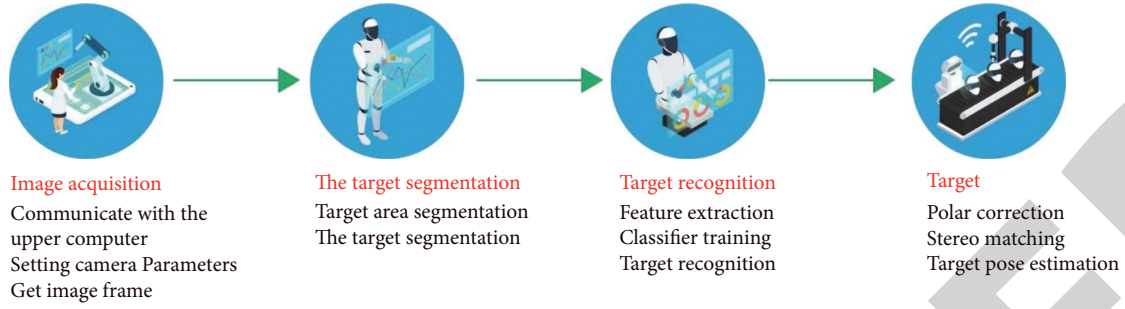 Image acquisition
Communicate with the
upper computer
Setting camera Parameters
Get image frame
The target segmentation
Target area segmentation
The target segmentation
Target recognition
Feature extraction
Classifier training
Target recognition
Target
Polar correction
Stereo matching
Target pose estimation